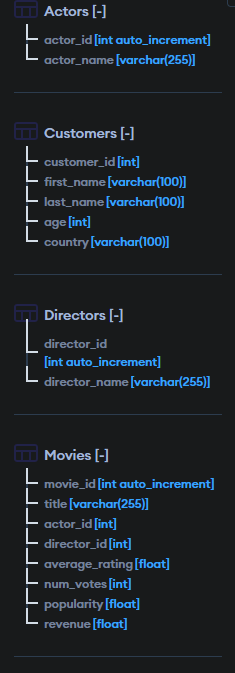 Actors [-]
actor_id [int auto_increment]
actor_name [varchar(255)]
Customers [-]
customer_id [int]
first_name [varchar(100)]
last_name [varchar(100)]
age [int]
country [varchar(100)]
Directors [-]
director_id
[int auto_increment]
director_name [varchar(255)]
Movies [-]
movie_id [int auto_increment]
title [varchar(255)]
actor_id [int]
director_id [int]
average_rating [float]
num_votes [int]
popularity [float]
revenue [float]